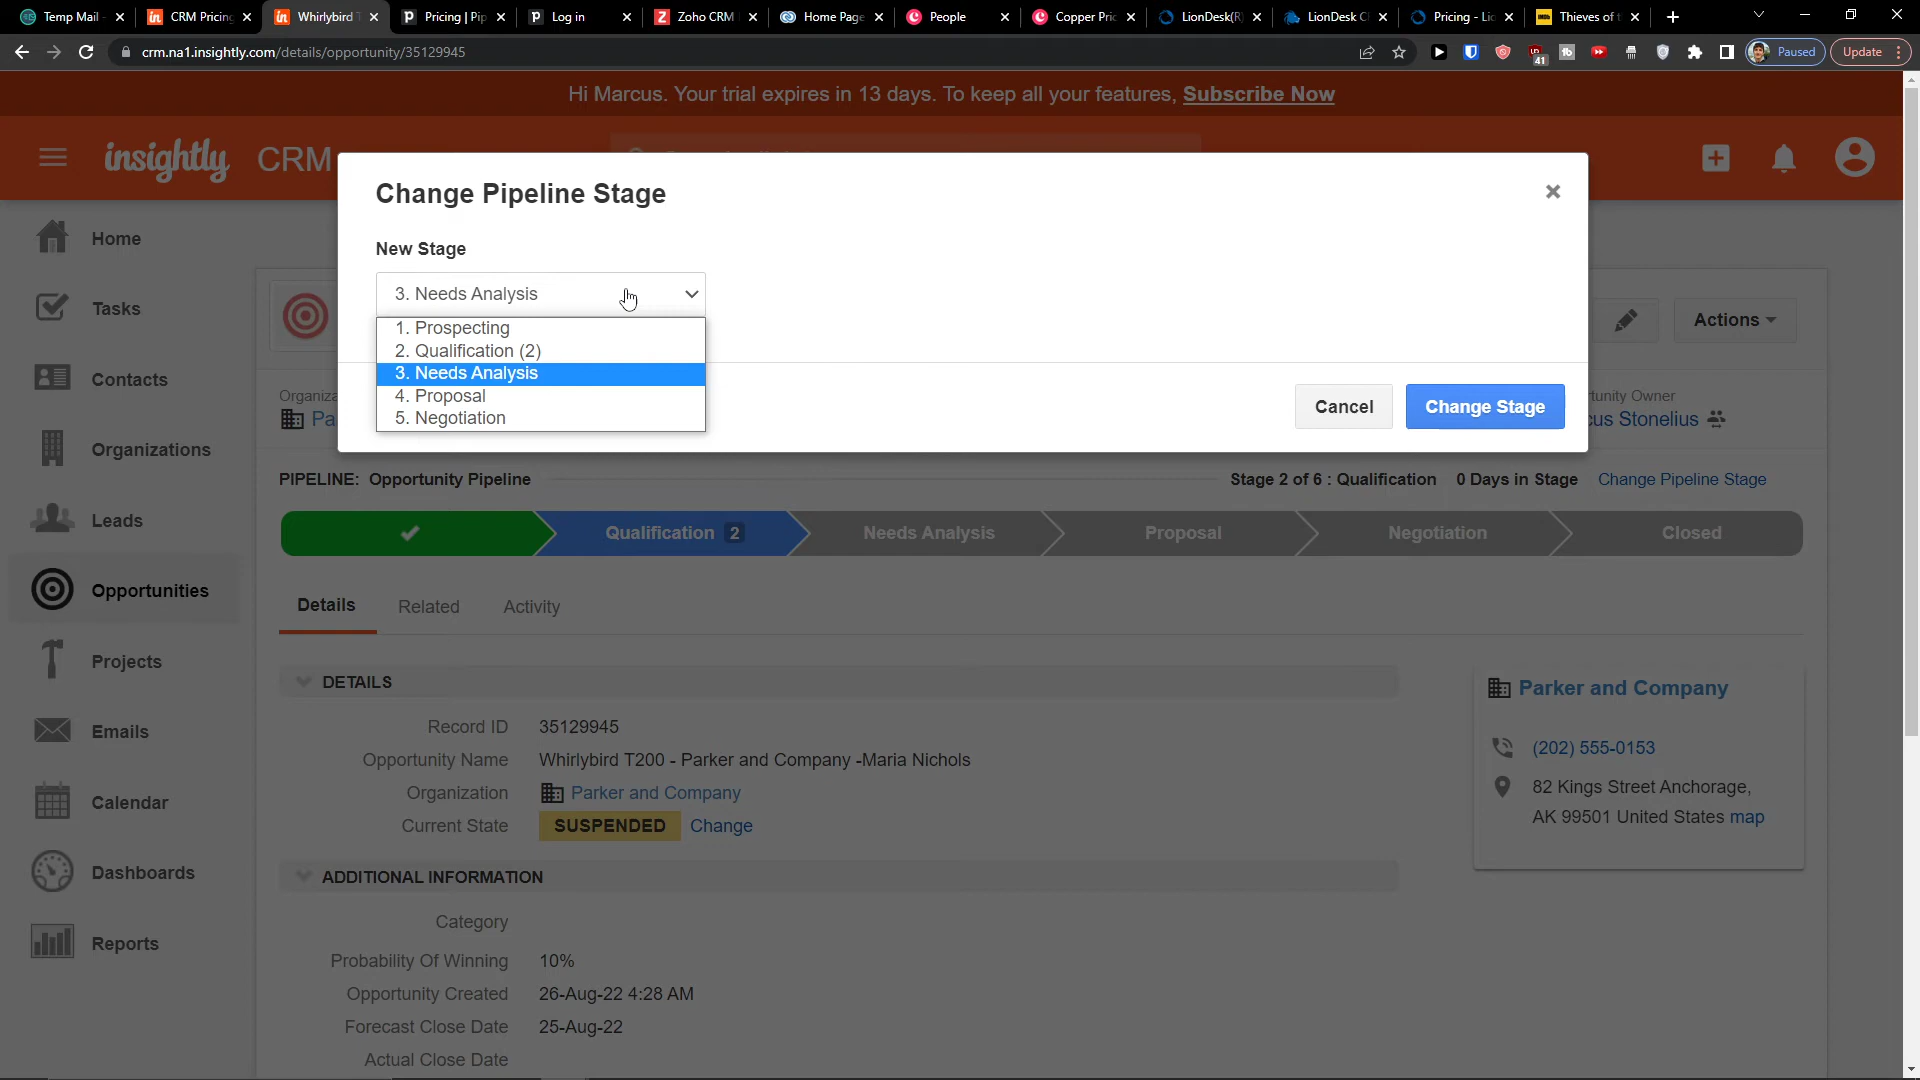 Temp Mail
CRM Pricing
Whirlybird T
Pricing | Pip
Log in
Zoho CRM
Home Page
People
Copper Pric
LionDesk(R)
LionDesk C
Pricing - Lio
Thieves of t
crm.na1.insightly.com/details/opportunity/35129945
41
Paused
Update
Hi Marcus. Your trial expires in 13 days. To keep all your features, Subscribe Now
insightly CRM
Change Pipeline Stage
New Stage
3. Needs Analysis
1. Prospecting
2. Qualification (2)
3. Needs Analysis
4. Proposal
5. Negotiation
Cancel
Change Stage
Home
Tasks
Contacts
Organizations
Leads
Opportunities
Projects
Emails
Calendar
Dashboards
Reports
Actions
Organiza
Pa
tunity Owner
cus Stonelius
PIPELINE: Opportunity Pipeline
Stage 2 of 6 : Qualification 0 Days in Stage Change Pipeline Stage
Qualification 2
Needs Analysis
Proposal
Negotiation
Closed
Details
Related
Activity
DETAILS
Record ID 35129945
Opportunity Name Whirlybird T200 - Parker and Company -Maria Nichols
Organization Parker and Company
Current State SUSPENDED Change
ADDITIONAL INFORMATION
Category
Probability Of Winning 10%
Opportunity Created 26-Aug-22 4:28 AM
Forecast Close Date 25-Aug-22
Actual Close Date
Parker and Company
(202) 555-0153
82 Kings Street Anchorage,
AK 99501 United States map